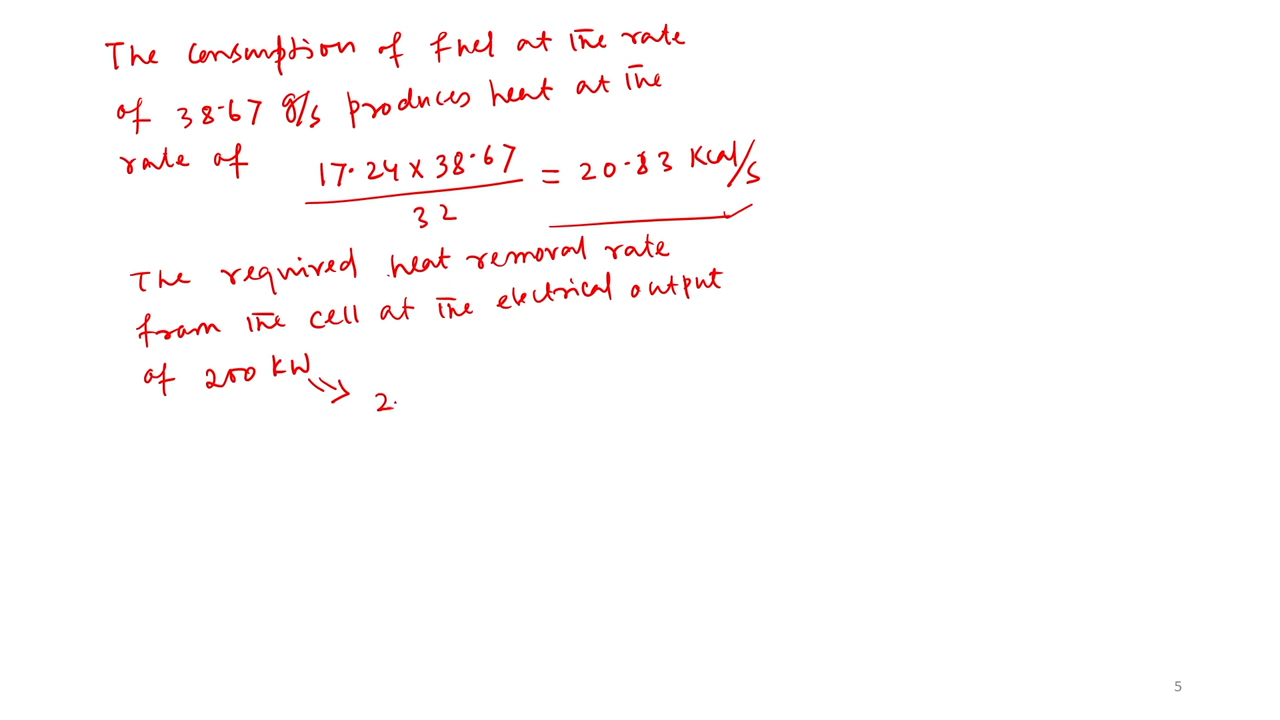 The consumption of fuel at the rate
of 38.67 g/s produces heat at the
rate of
17.24 x 38.67
32
= 20.83 Kcal/s
The required heat removal rate
from the cell at the electrical output
of 200 kW
2.
5